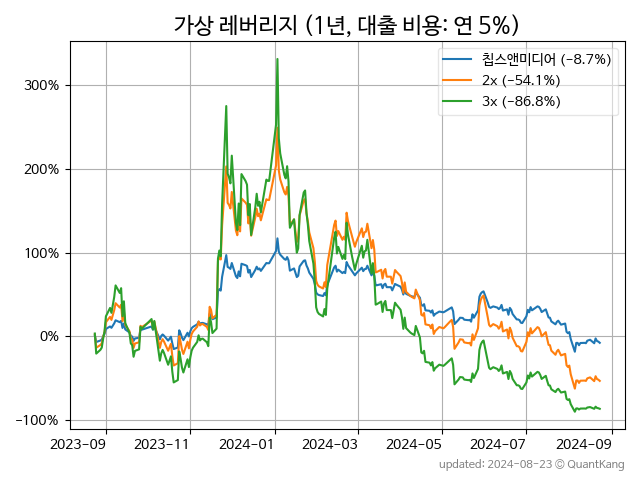 가상 레버리지 (1년, 대출 비용: 연 5%)
칩스앤미디어 (−8.7%)
2x (−54.1%)
3x (−86.8%)
300%
200%
100%
0%
−100%
2023-09 2023-11 2024-01 2024-03 2024-05 2024-07 2024-09
updated: 2024-08-23 © QuantKang